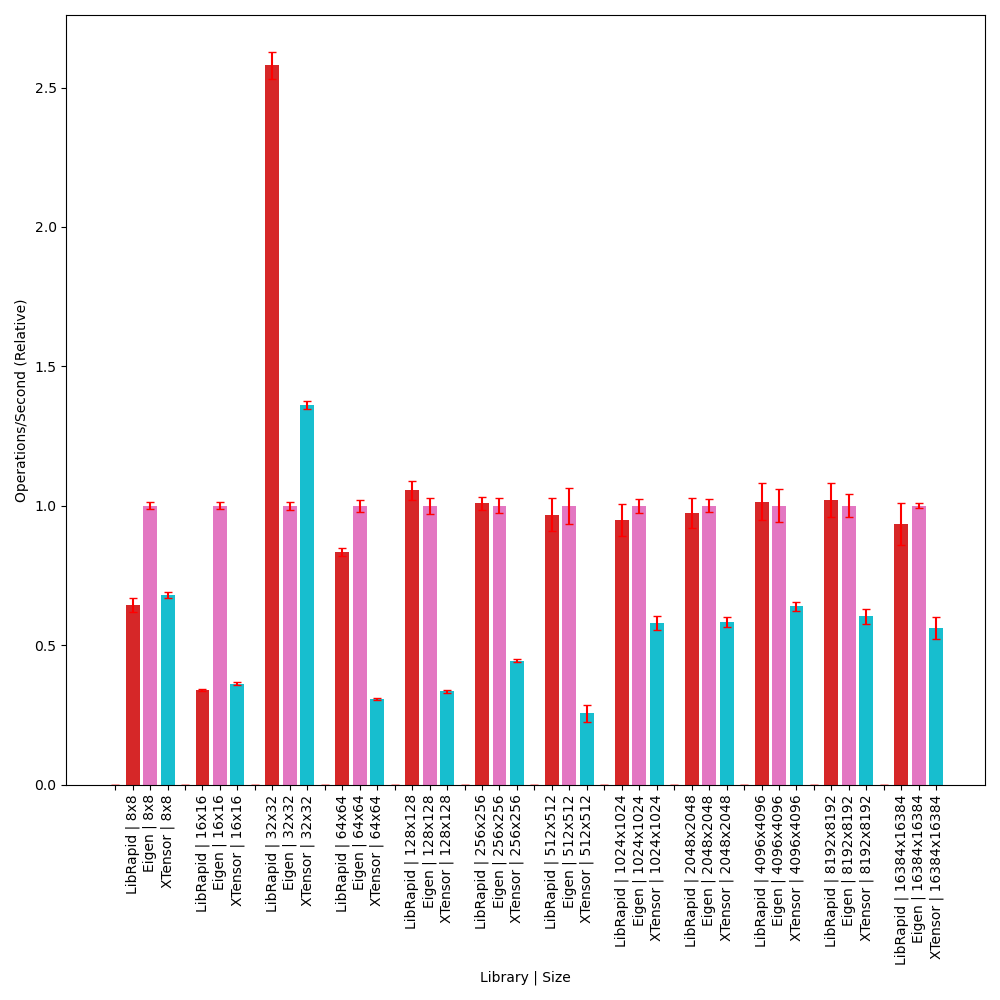 Operations/Second (Relative)
2.5
2.0
1.5
1.0
0.5
0.0
LibRapid | 8x8
Eigen | 8x8
XTensor | 8x8
LibRapid | 16x16
Eigen | 16x16
XTensor | 16x16
LibRapid | 32x32
Eigen | 32x32
XTensor | 32x32
LibRapid | 64x64
Eigen | 64x64
XTensor | 64x64
LibRapid | 128x128
Eigen | 128x128
XTensor | 128x128
LibRapid | 256x256
Eigen | 256x256
XTensor | 256x256
LibRapid | 512x512
Eigen | 512x512
XTensor | 512x512
LibRapid | 1024x1024
Eigen | 1024x1024
XTensor | 1024x1024
LibRapid | 2048x2048
Eigen | 2048x2048
XTensor | 2048x2048
LibRapid | 4096x4096
Eigen | 4096x4096
XTensor | 4096x4096
LibRapid | 8192x8192
Eigen | 8192x8192
XTensor | 8192x8192
LibRapid | 16384x16384
Eigen | 16384x16384
XTensor | 16384x16384
Library | Size